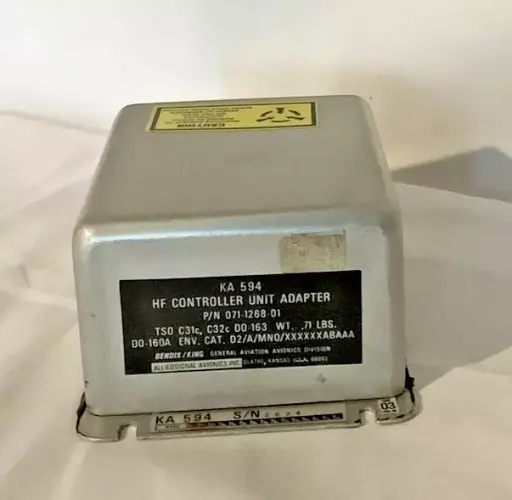 CAUTION
KA 594
HF CONTROLLER UNIT ADAPTER
P/N 071-1268-01
TSO C31c, C32c DO-163 WT. .71 LBS.
DO-160A ENV. CAT. D2/A/MNO/XXXXXXABAAA
BENDIX/KING GENERAL AVIATION AVIONICS DIVISION
ALLIEDSIGNAL AVIONICS INC. OLATHE, KANSAS U.S.A. 66062
KA 594 S/N 2624
03